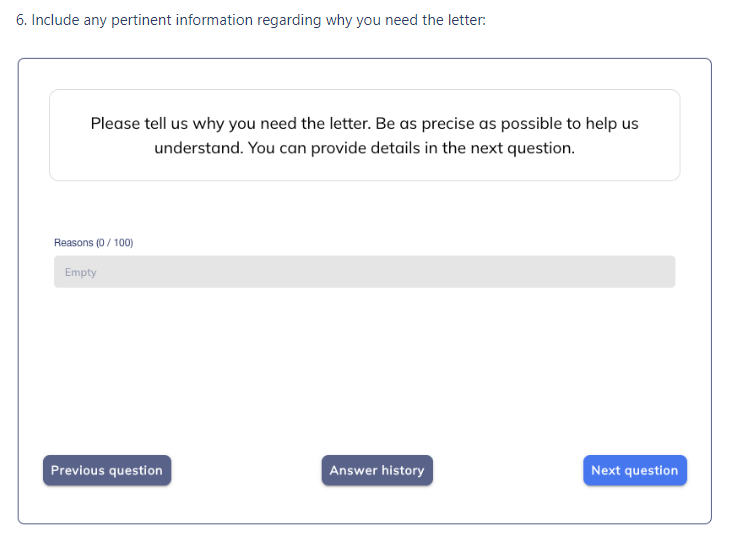 6. Include any pertinent information regarding why you need the letter:
Please tell us why you need the letter. Be as precise as possible to help us
understand. You can provide details in the next question.
Reasons (0 / 100)
Empty
Previous question
Answer history
Next question